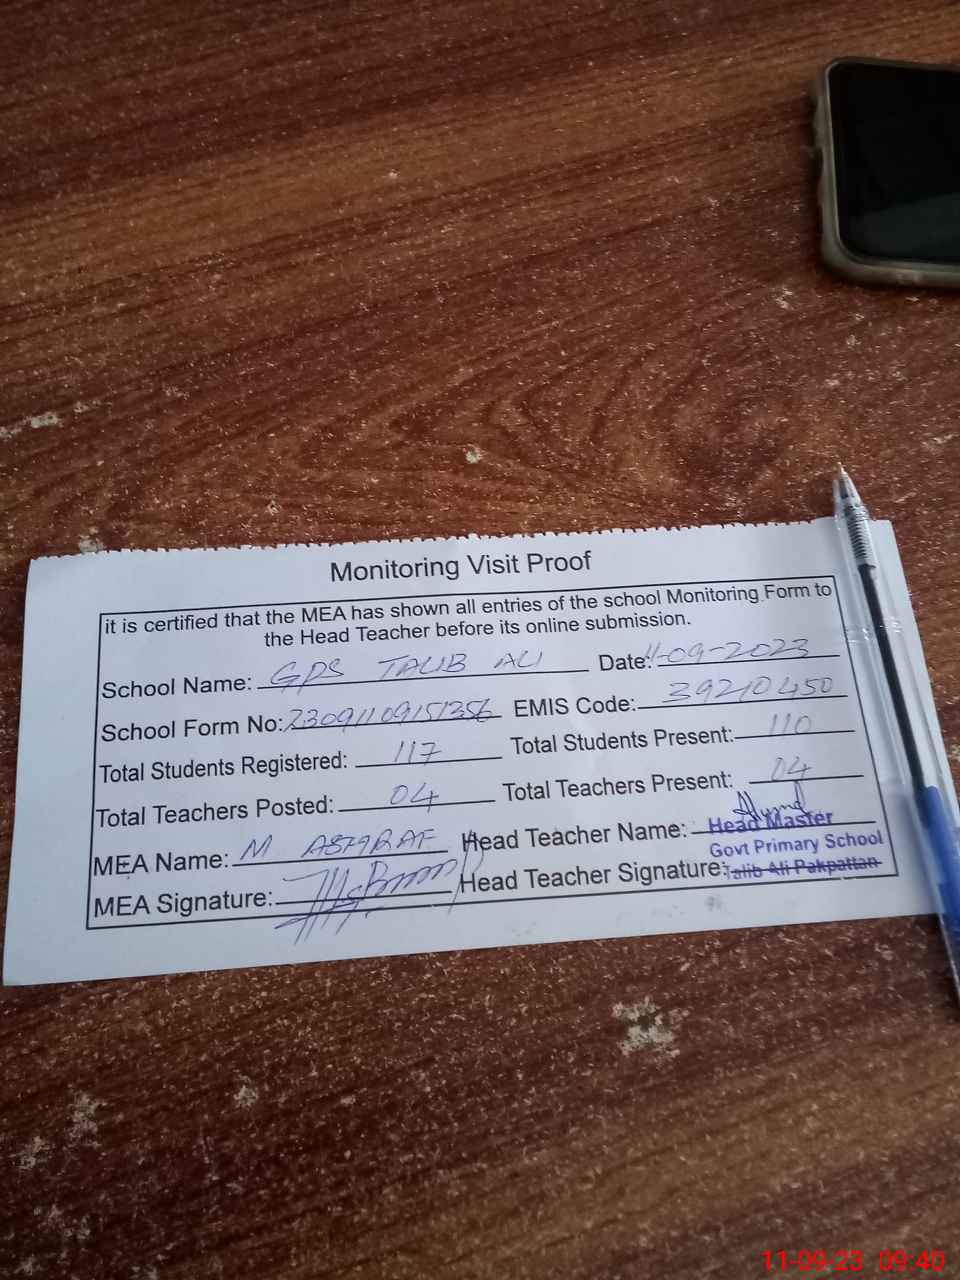 Monitoring Visit Proof
it is certified that the MEA has shown all entries of the school Monitoring Form to
the Head Teacher before its online submission.
School Name: GPS TALIB ALI Date: 11-09-2023
School Form No: 23091109151356 EMIS Code: 39210450
Total Students Registered: 117 Total Students Present: 110
Total Teachers Posted: 04 Total Teachers Present: 04
MEA Name: M ASHRAF Head Teacher Name:
Head Master
Govt Primary School
MEA Signature: Head Teacher Signature: Talib Ali Pakpattan
11-09-23 09:40